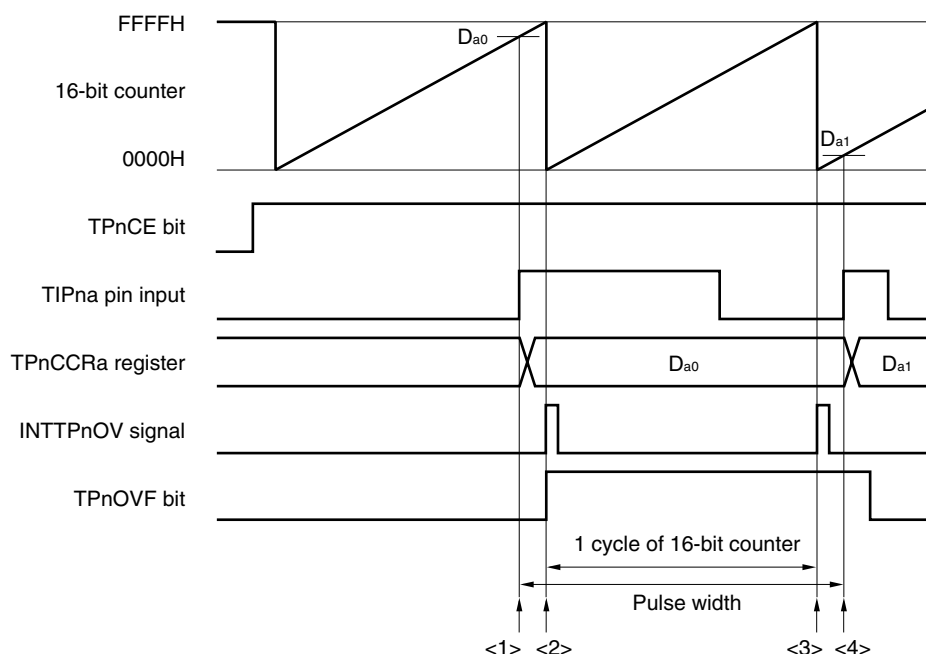 FFFFH
Da0
16-bit counter
Da1
0000H
TPnCE bit
TIPna pin input
TPnCCRa register
Da0
Da1
INTTPnOV signal
TPnOVF bit
1 cycle of 16-bit counter
Pulse width
<1> <2> <3> <4>